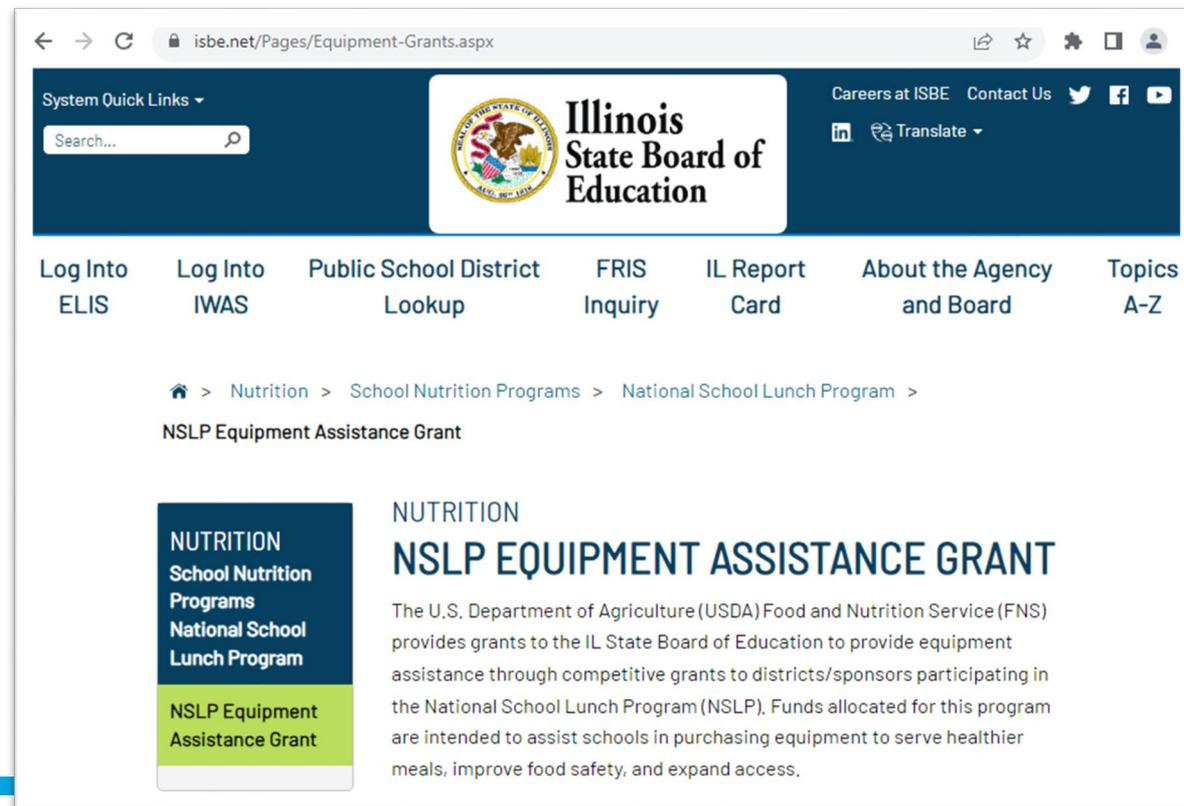 isbe.net/Pages/Equipment-Grants.aspx
System Quick Links
Search...
Illinois
State Board of
Education
Careers at ISBE Contact Us
in Translate
Log Into
ELIS
Log Into
IWAS
Public School District
Lookup
FRIS
Inquiry
IL Report
Card
About the Agency
and Board
Topics
A-Z
> Nutrition > School Nutrition Programs > National School Lunch Program >
NSLP Equipment Assistance Grant
NUTRITION
School Nutrition
Programs
National School
Lunch Program
NSLP Equipment
Assistance Grant
NUTRITION
NSLP EQUIPMENT ASSISTANCE GRANT
The U.S. Department of Agriculture (USDA) Food and Nutrition Service (FNS)
provides grants to the IL State Board of Education to provide equipment
assistance through competitive grants to districts/sponsors participating in
the National School Lunch Program (NSLP). Funds allocated for this program
are intended to assist schools in purchasing equipment to serve healthier
meals, improve food safety, and expand access.